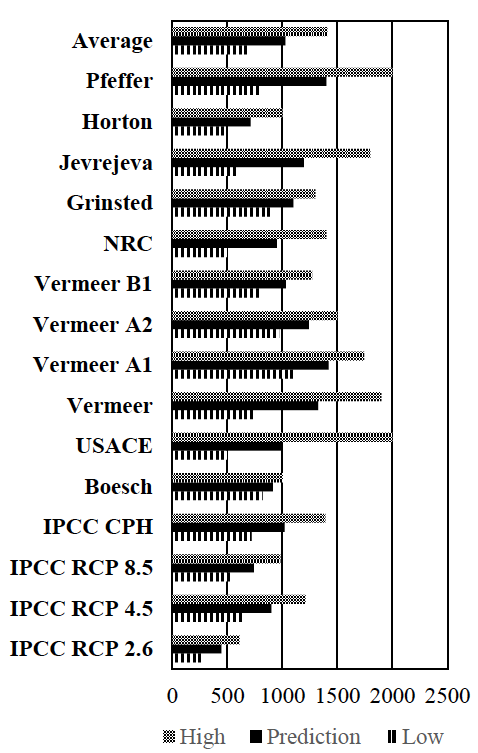 Average
Pfeffer
Horton
Jevrejeva
Grinsted
NRC
Vermeer B1
Vermeer A2
Vermeer A1
Vermeer
USACE
Boesch
IPCC CPH
IPCC RCP 8.5
IPCC RCP 4.5
IPCC RCP 2.6
0 500 1000 1500 2000 2500
High Prediction Low